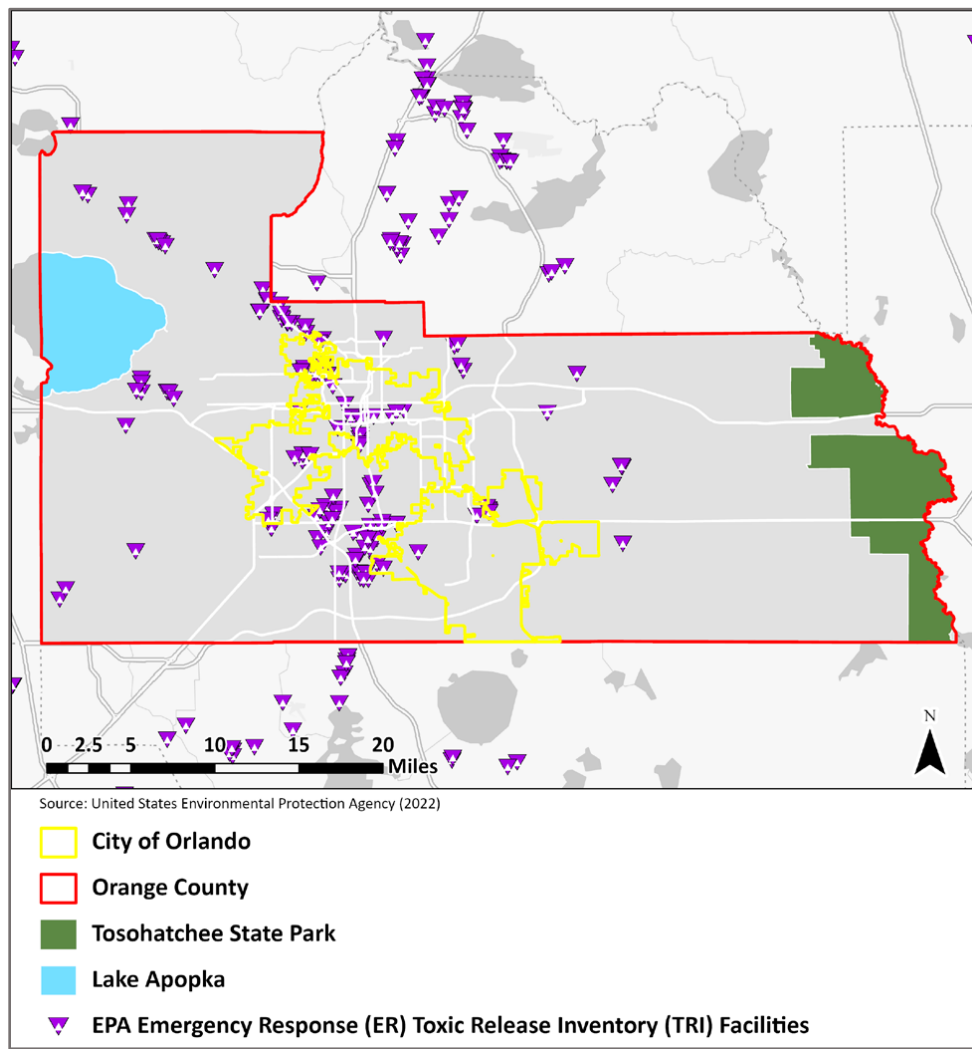 N
0 2.5 5 10 15 20
Miles
Source: United States Environmental Protection Agency (2022)
City of Orlando
Orange County
Tosohatchee State Park
Lake Apopka
EPA Emergency Response (ER) Toxic Release Inventory (TRI) Facilities